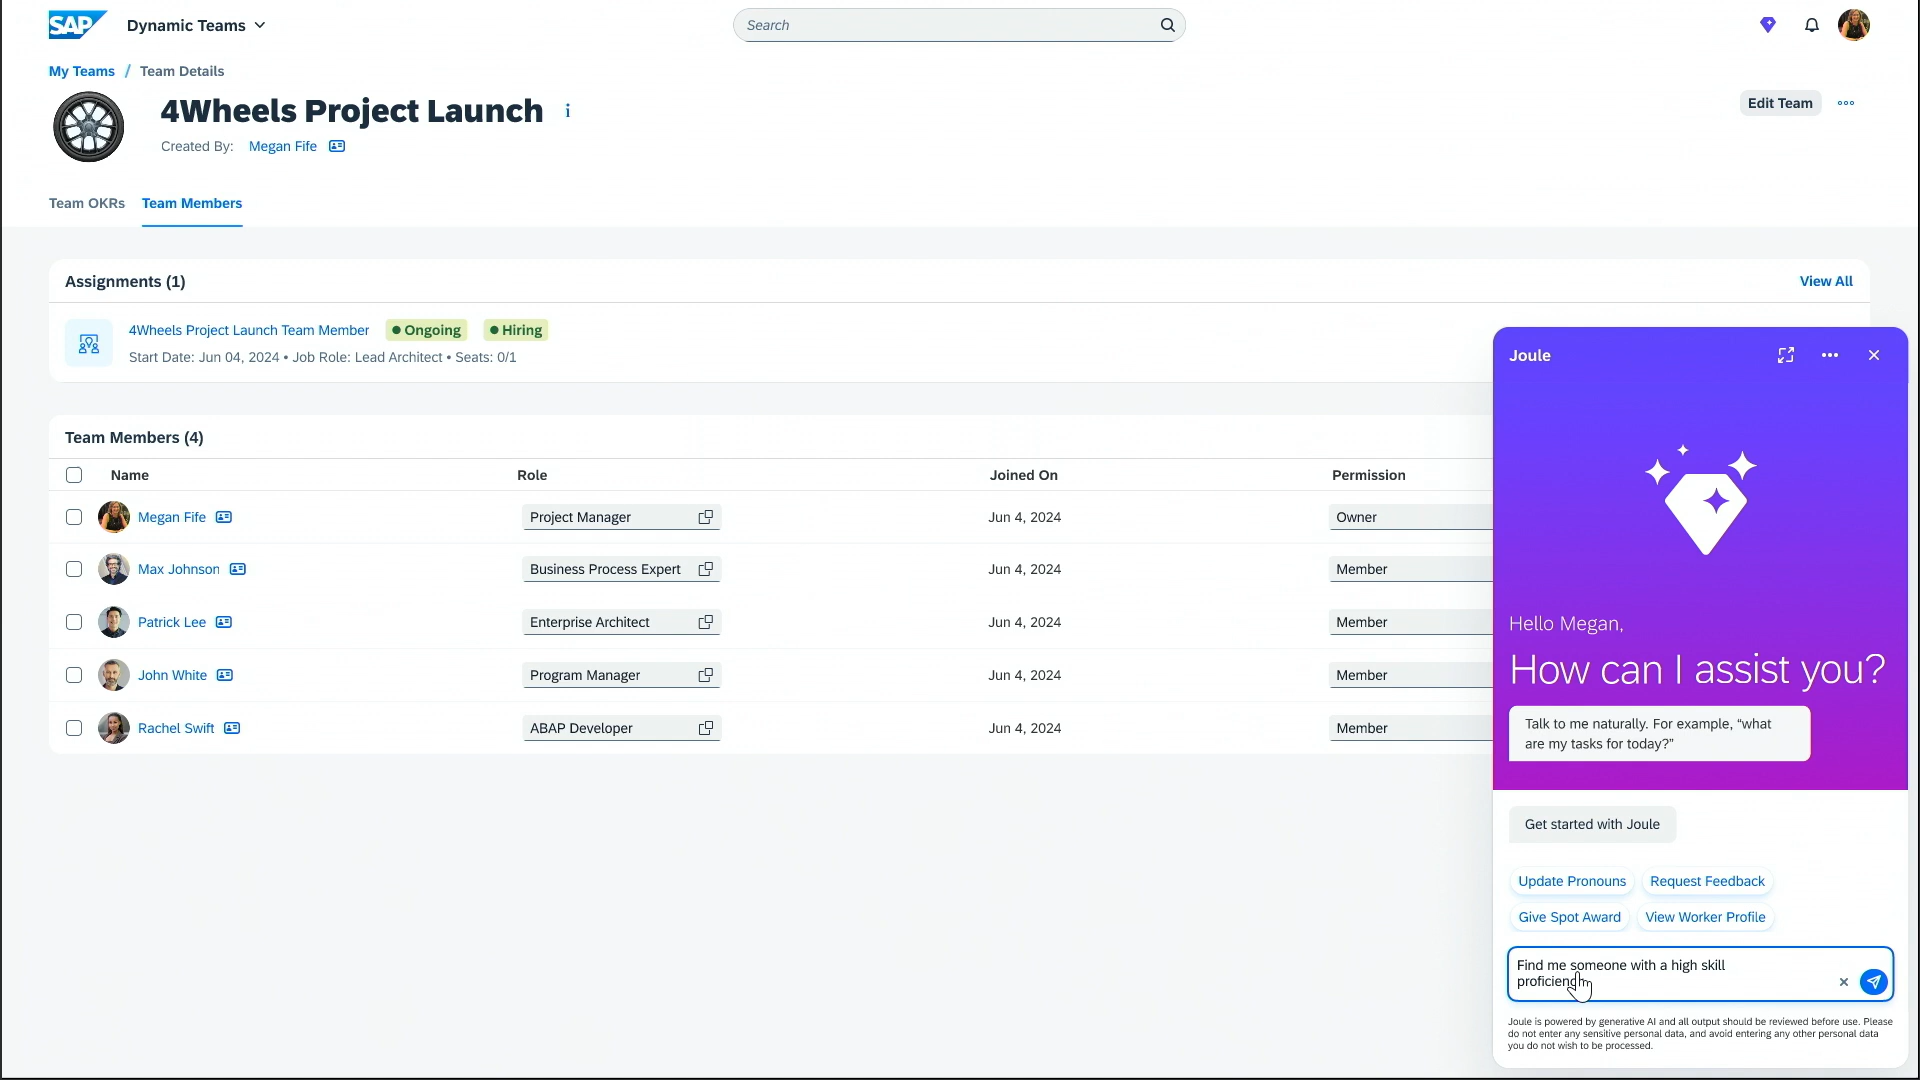 SAP
Dynamic Teams
Search
My Teams / Team Details
4Wheels Project Launch
Edit Team
Created By: Megan Fife
Team OKRs
Team Members
Assignments (1)
View All
4Wheels Project Launch Team Member
Ongoing
Hiring
Start Date: Jun 04, 2024 • Job Role: Lead Architect • Seats: 0/1
Team Members (4)
Name Role Joined On Permission
Megan Fife Project Manager Jun 4, 2024 Owner
Max Johnson Business Process Expert Jun 4, 2024 Member
Patrick Lee Enterprise Architect Jun 4, 2024 Member
John White Program Manager Jun 4, 2024 Member
Rachel Swift ABAP Developer Jun 4, 2024 Member
Joule
Hello Megan,
How can I assist you?
Talk to me naturally. For example, “what
are my tasks for today?”
Get started with Joule
Update Pronouns
Request Feedback
Give Spot Award
View Worker Profile
Find me someone with a high skill
Joule is powered by generative AI and all output should be reviewed before use. Please
do not enter any sensitive personal data, and avoid entering any other personal data
you do not wish to be processed.